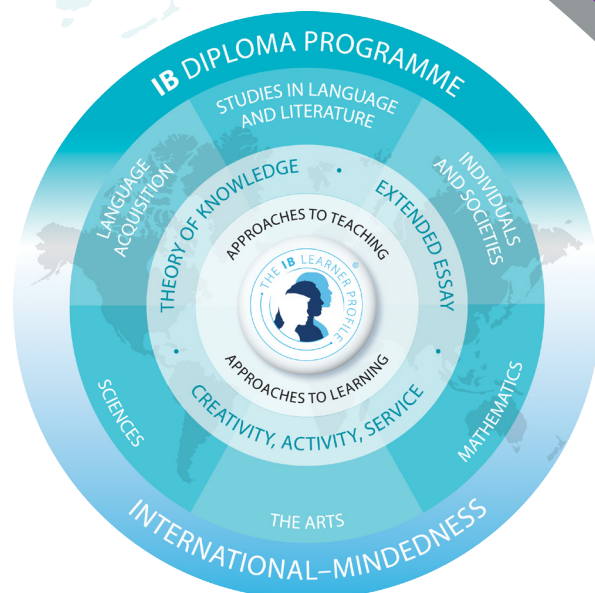 IB DIPLOMA PROGRAMME
STUDIES IN LANGUAGE
AND LITERATURE
LANGUAGE
ACQUISITION
INDIVIDUALS
AND SOCIETIES
THEORY OF KNOWLEDGE
•
EXTENDED ESSAY
APPROACHES TO TEACHING
• THE IB LEARNER PROFILE •
®
APPROACHES TO LEARNING
•
CREATIVITY, ACTIVITY, SERVICE
•
SCIENCES
MATHEMATICS
THE ARTS
INTERNATIONAL–MINDEDNESS